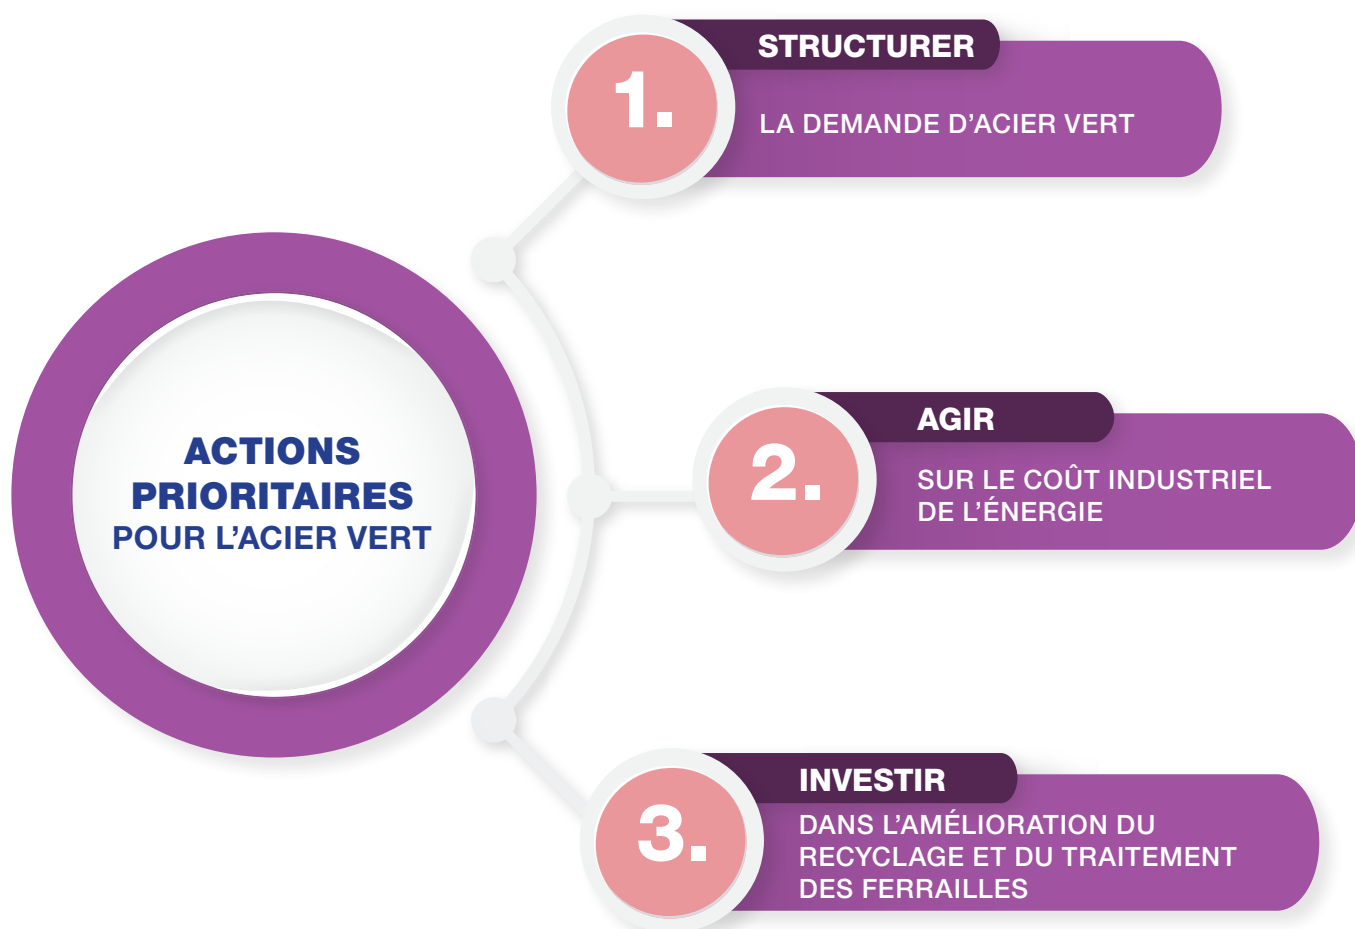 ACTIONS
PRIORITAIRES
POUR L’ACIER VERT
1.
STRUCTURER
LA DEMANDE D’ACIER VERT
2.
AGIR
SUR LE COÛT INDUSTRIEL
DE L’ÉNERGIE
3.
INVESTIR
DANS L’AMÉLIORATION DU
RECYCLAGE ET DU TRAITEMENT
DES FERRAILLES